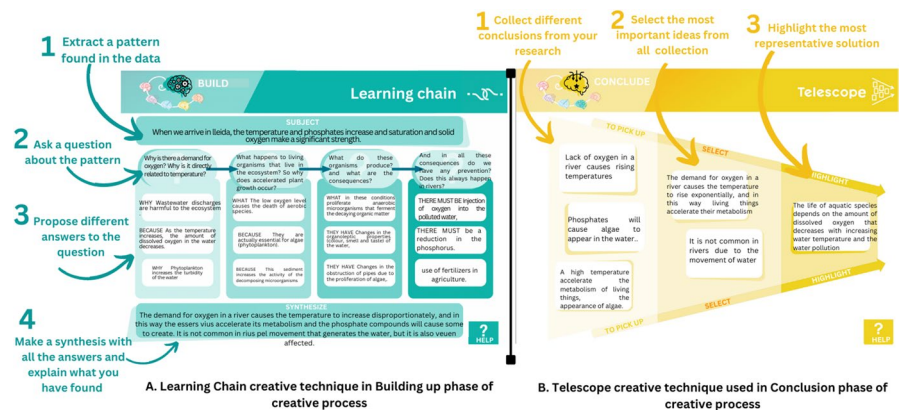 1 Extract a pattern
found in the data
BUILD
Learning chain
SUBJECT
When we arrive in lleida, the temperature and phosphates increase and saturation and solid
oxygen make a significant strength.
2 Ask a question
about the pattern
Why is there a demand for
oxygen? Why is it directly
related to temperature?
What happens to living
organisms that live in
the ecosystem? So why
does accelerated plant
growth occur?
What do these
organisms produce? and
what are the
consequences?
And in all these
consequences do we
have any prevention?
Does this always happen
in rivers?
3 Propose different
answers to the
question
WHY Wastewater discharges
are harmful to the ecosystem
BECAUSE As the temperature
increases, the amount of
dissolved oxygen in the water
decreases.
WHY Phytoplankton
increases the turbidity
of the water
WHAT The low oxygen level
causes the death of aerobic
species.
BECAUSE They are
actually essential for algae
(phytoplankton).
BECAUSE This sediment
increases the activity of the
decomposing microorganisms
WHAT in these conditions
proliferate anaerobic
microorganisms that ferment
the decaying organic matter
THEY HAVE Changes in the
organoleptic properties
(colour, smell and taste) of
the water,
THEY HAVE Changes in the
obstruction of pipes due to the
proliferation of algae,
THERE MUST BE Injection
of oxygen into the
polluted water,
THERE MUST be a
reduction in the
phosphorus.
use of fertilizers in
agriculture.
SYNTHESIZE
The demand for oxygen in a river causes the temperature to increase disproportionately, and in
this way the essers vius accelerate its metabolism and the phosphate compounds will cause some
to create. It is not common in rius pel movement that generates the water, but it is also veuen
affected.
4
Make a synthesis with
all the answers and
explain what you
have found
?
HELP
A. Learning Chain creative technique in Building up phase of
creative process
1 Collect different
conclusions from your
research
2 Select the most
important ideas from
all collection
3 Highlight the most
representative solution
CONCLUDE
Telescope
TO PICK UP
SELECT
HIGHLIGHT
Lack of oxygen in a
river causes rising
temperatures
Phosphates will
cause algae to
appear in the water..
A high temperature
accelerate the
metabolism of living
things, the
appearance of algae.
The demand for oxygen in a
river causes the temperature
to rise exponentially, and in
this way living things
accelerate their metabolism
It is not common in
rivers due to the
movement of water
The life of aquatic species
depends on the amount of
dissolved oxygen that
decreases with increasing
water temperature and the
water pollution
TO PICK UP
SELECT
HIGHLIGHT
?
HELP
B. Telescope creative technique used in Conclusion phase of
creative process